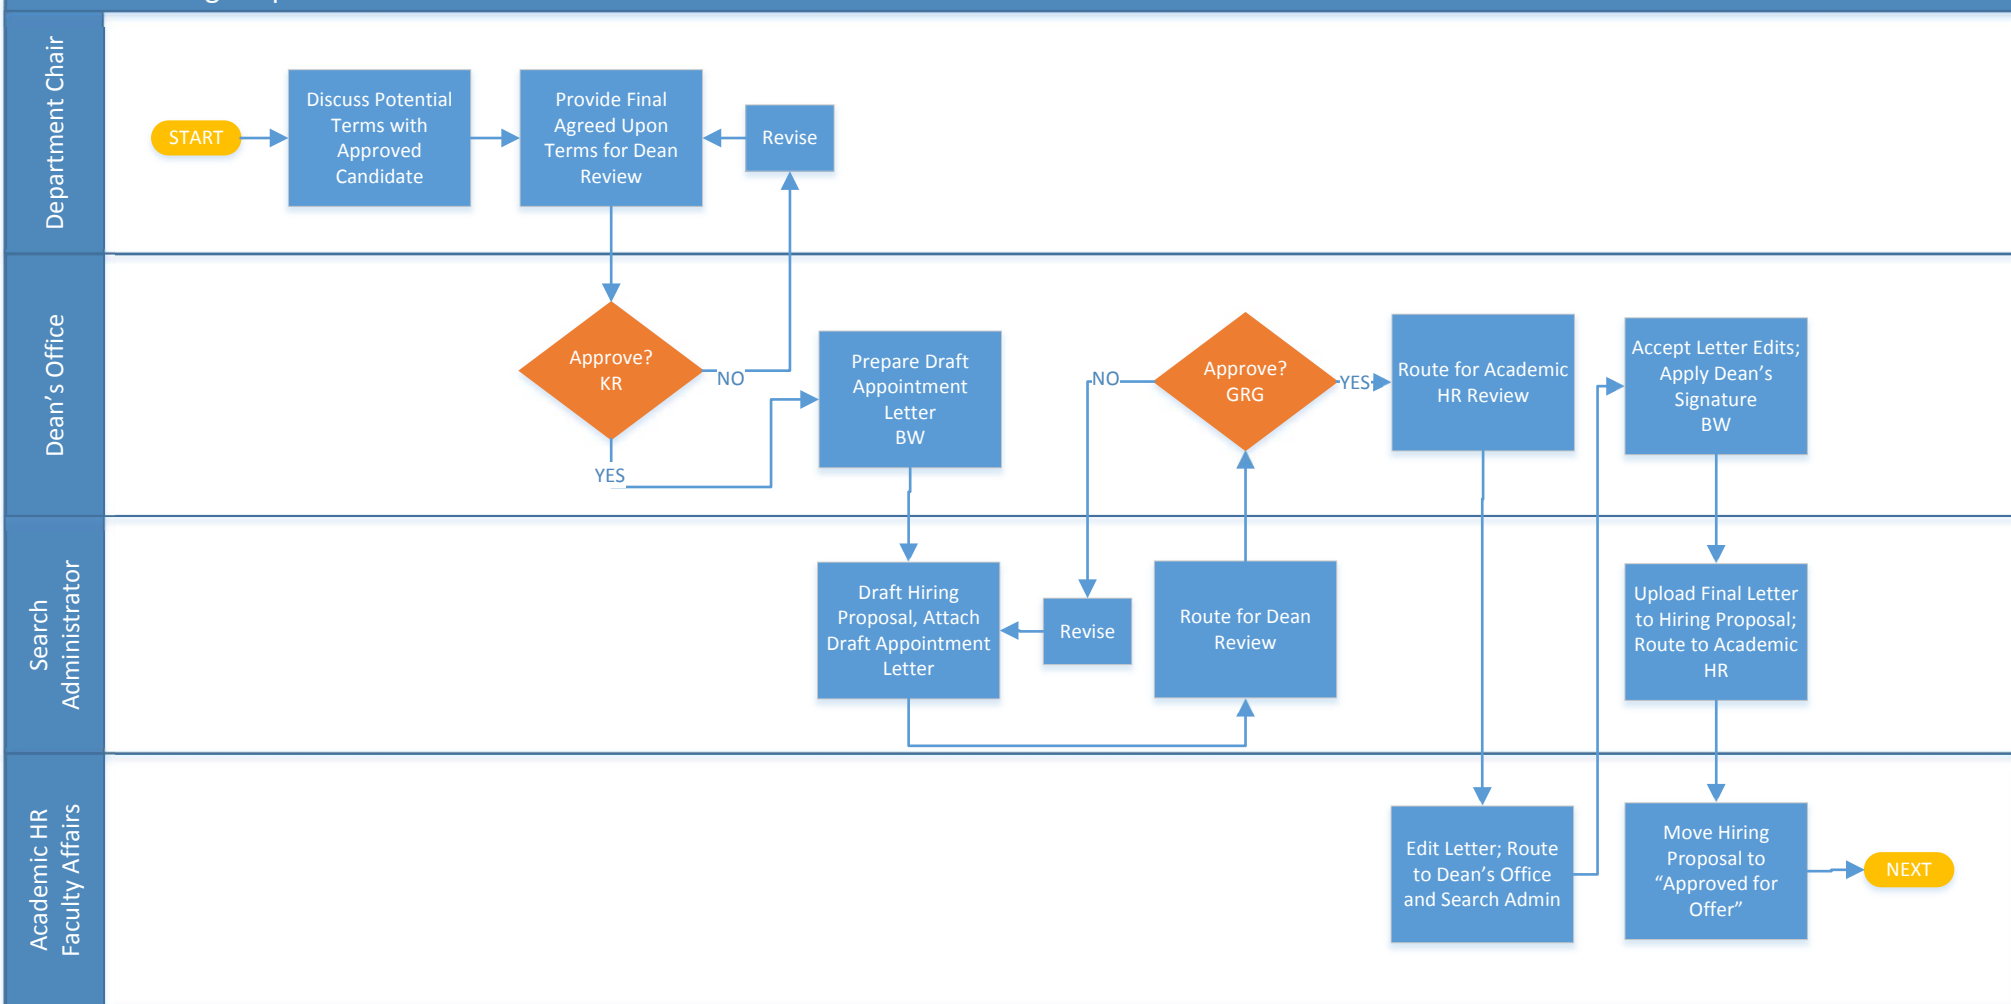 Department Chair
START
Discuss Potential
Terms with
Approved
Candidate
Provide Final
Agreed Upon
Terms for Dean
Review
Revise
Dean's Office
Approve?
KR
NO
YES
Prepare Draft
Appointment
Letter
BW
NO
Approve?
GRG
YES
Route for Academic
HR Review
Accept Letter Edits;
Apply Dean's
Signature
BW
Search
Administrator
Draft Hiring
Proposal, Attach
Draft Appointment
Letter
Revise
Route for Dean
Review
Upload Final Letter
to Hiring Proposal;
Route to Academic
HR
Academic HR
Faculty Affairs
Edit Letter; Route
to Dean's Office
and Search Admin
Move Hiring
Proposal to
“Approved for
Offer”
NEXT